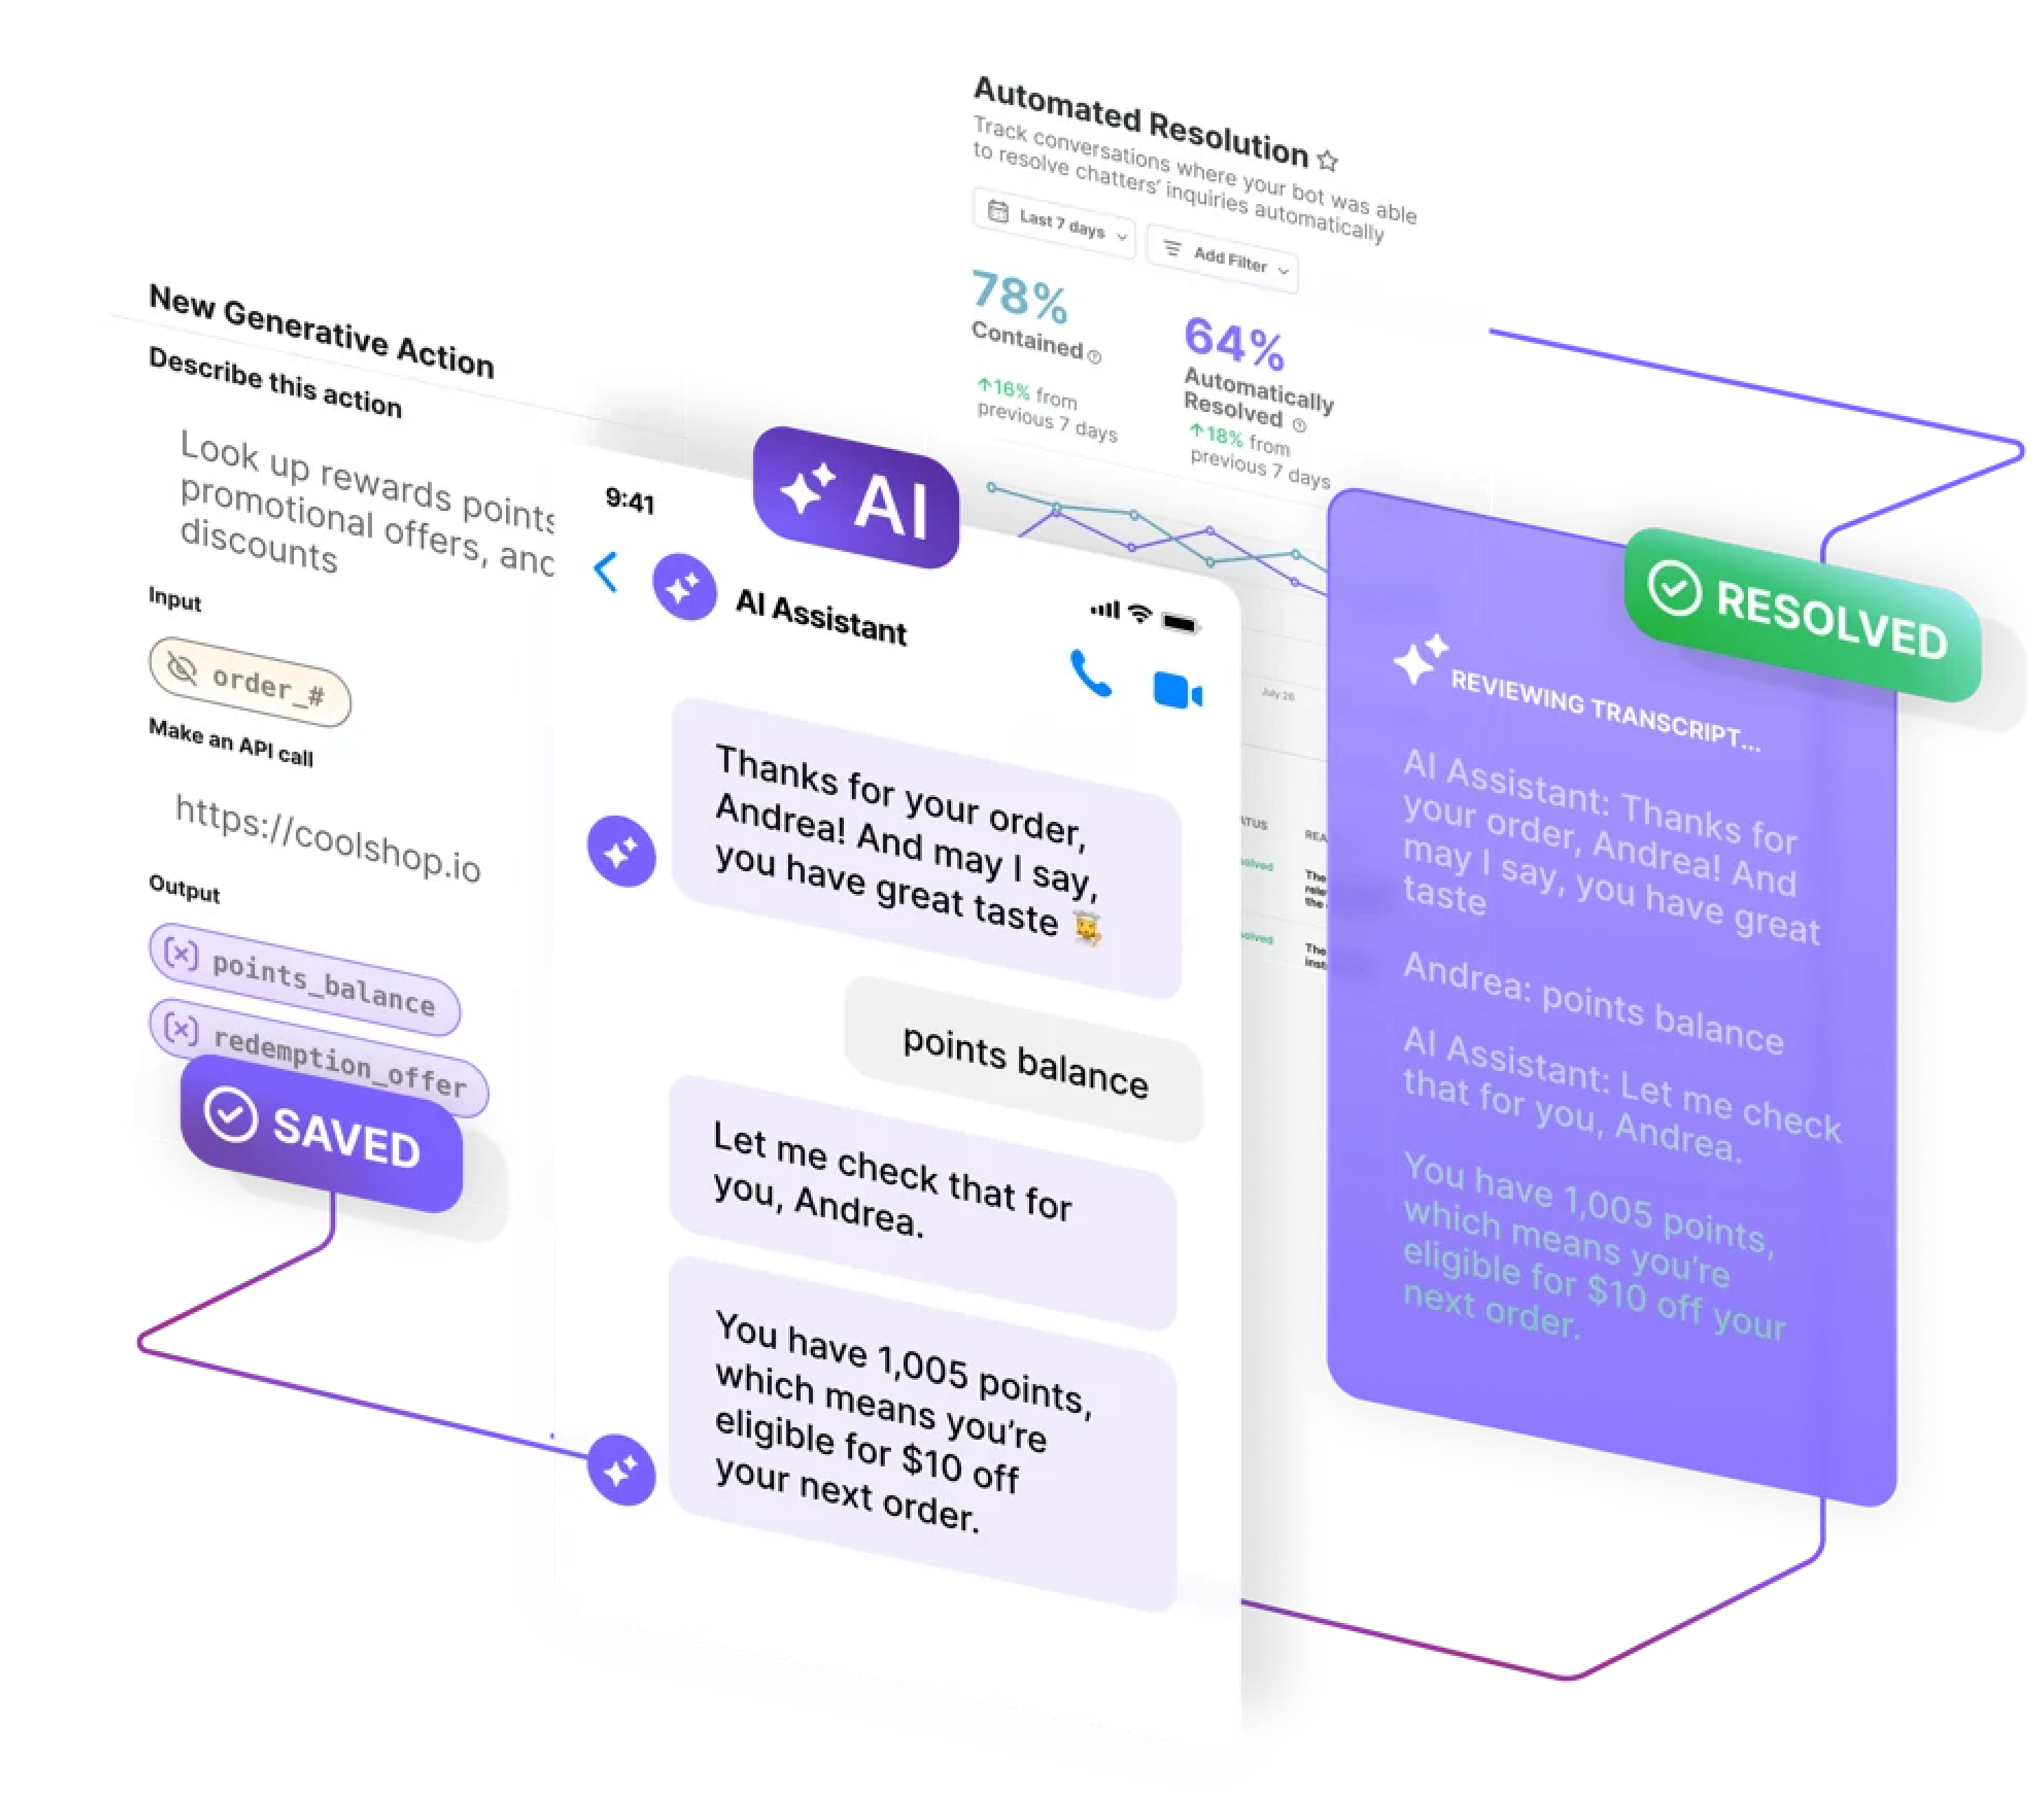 Automated Resolution
Track conversations where your bot was able
to resolve chatters' inquiries automatically
Last 7 days
Add Filter
78%
Contained
↑16% from
previous 7 days
64%
Automatically
Resolved
↑18% from
previous 7 days
July 26
New Generative Action
Describe this action
Look up rewards points
promotional offers, and
discounts
Input
order_#
Make an API call
https://coolshop.io
Output
points_balance
redemption_offer
SAVED
AI
9:41
AI Assistant
Thanks for your order,
Andrea! And may I say,
you have great taste
points balance
Let me check that for
you, Andrea.
You have 1,005 points,
which means you're
eligible for $10 off
your next order.
The
the
The
RESOLVED
REVIEWING TRANSCRIPT...
AI Assistant: Thanks for
your order, Andrea! And
may I say, you have great
taste
Andrea: points balance
AI Assistant: Let me check
that for you, Andrea.
You have 1,005 points,
which means you're
eligible for $10 off your
next order.